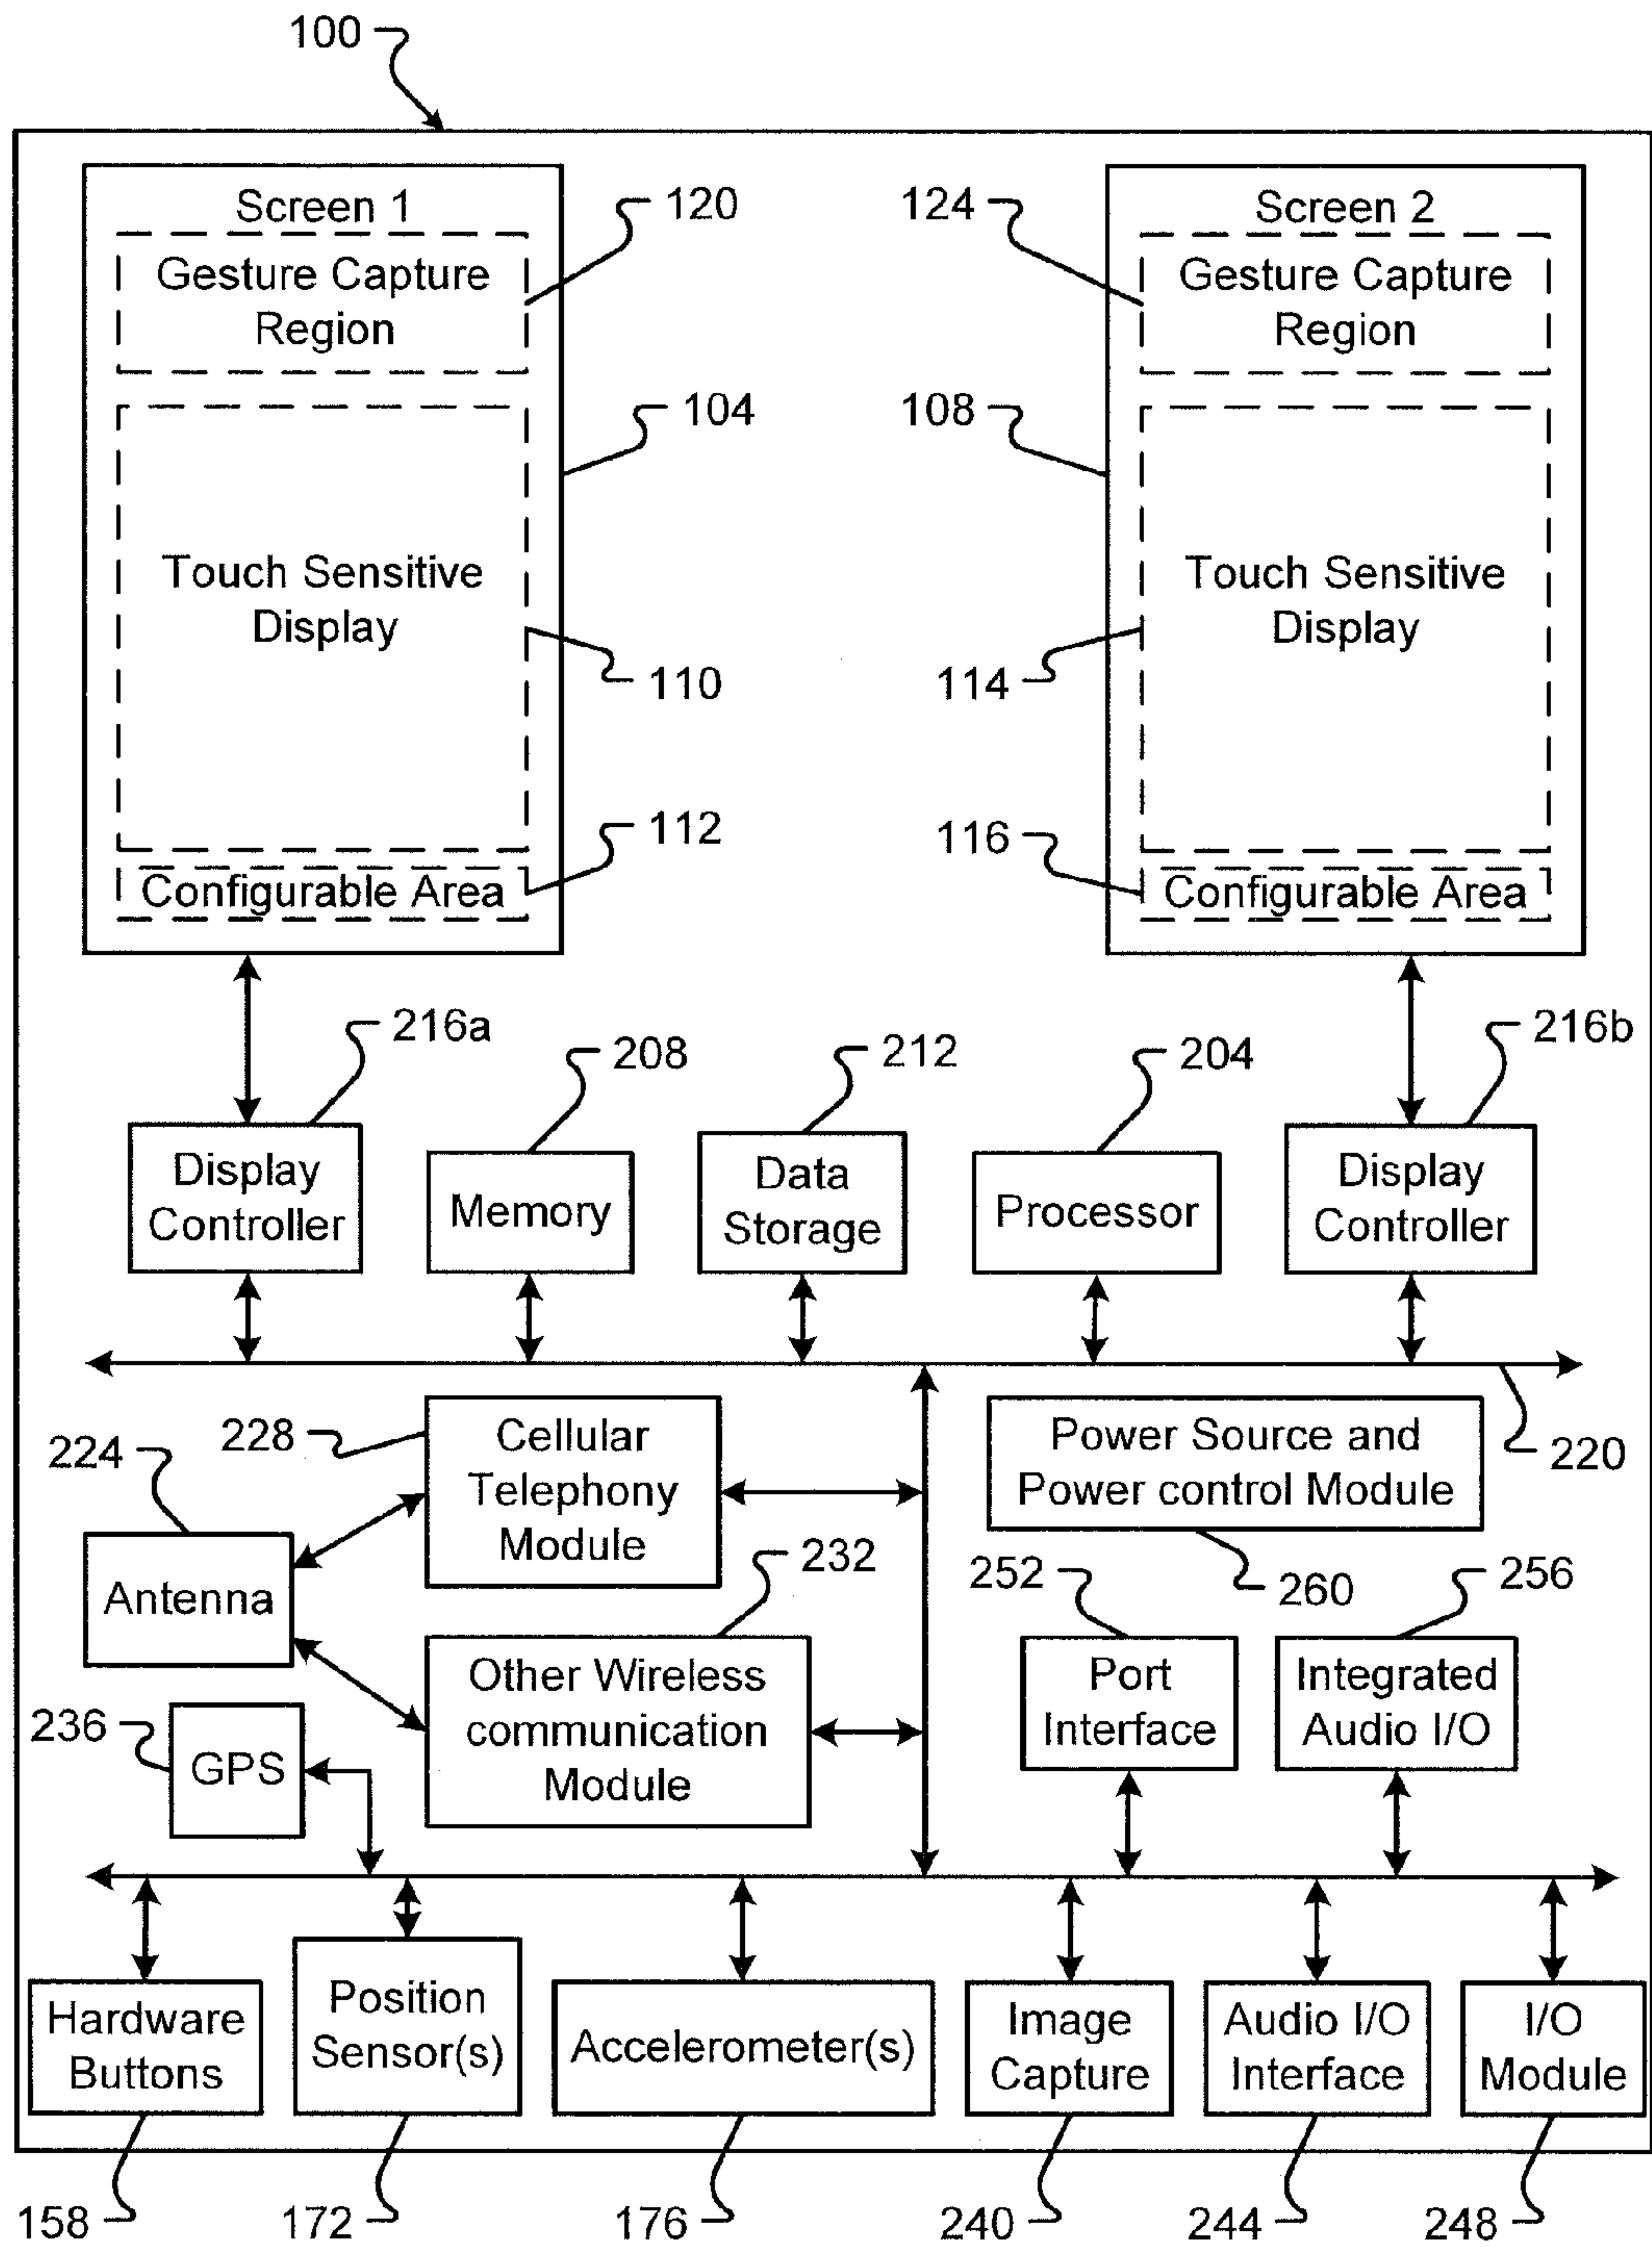 100
Screen 1
120
124
Screen 2
Gesture Capture
Region
Gesture Capture
Region
104
108
Touch Sensitive
Display
Touch Sensitive
Display
110
114
112
116
Configurable Area
Configurable Area
216a
208
212
204
216b
Display
Controller
Memory
Data
Storage
Processor
Display
Controller
228
Cellular
Telephony
Module
Power Source and
Power control Module
220
224
Antenna
232
252
260
256
Other Wireless
communication
Module
Port
Interface
Integrated
Audio I/O
236
GPS
Hardware
Buttons
Position
Sensor(s)
Accelerometer(s)
Image
Capture
Audio I/O
Interface
I/O
Module
158
172
176
240
244
248